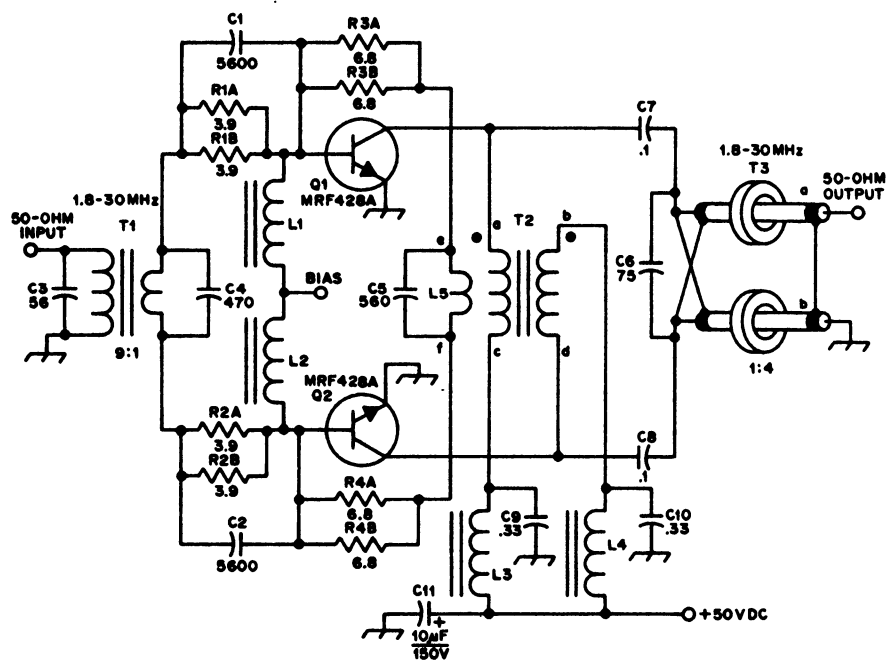 C1
5600
R3A
6.8
R3B
6.8
R1A
3.9
R1B
3.9
C7
.1
1.8-30MHz
T3
a
50-OHM
OUTPUT
Q1
MRF428A
1.8-30MHz
T1
50-OHM
INPUT
L1
T2
a
b
e
C3
56
C4
470
BIAS
C5
560
L5
C6
75
b
9:1
L2
f
c
d
1:4
MRF428A
Q2
R2A
3.9
R2B
3.9
C8
.1
R4A
6.8
R4B
6.8
C2
5600
C9
.33
C10
.33
L3
L4
C11
+
10µF
150V
+50VDC